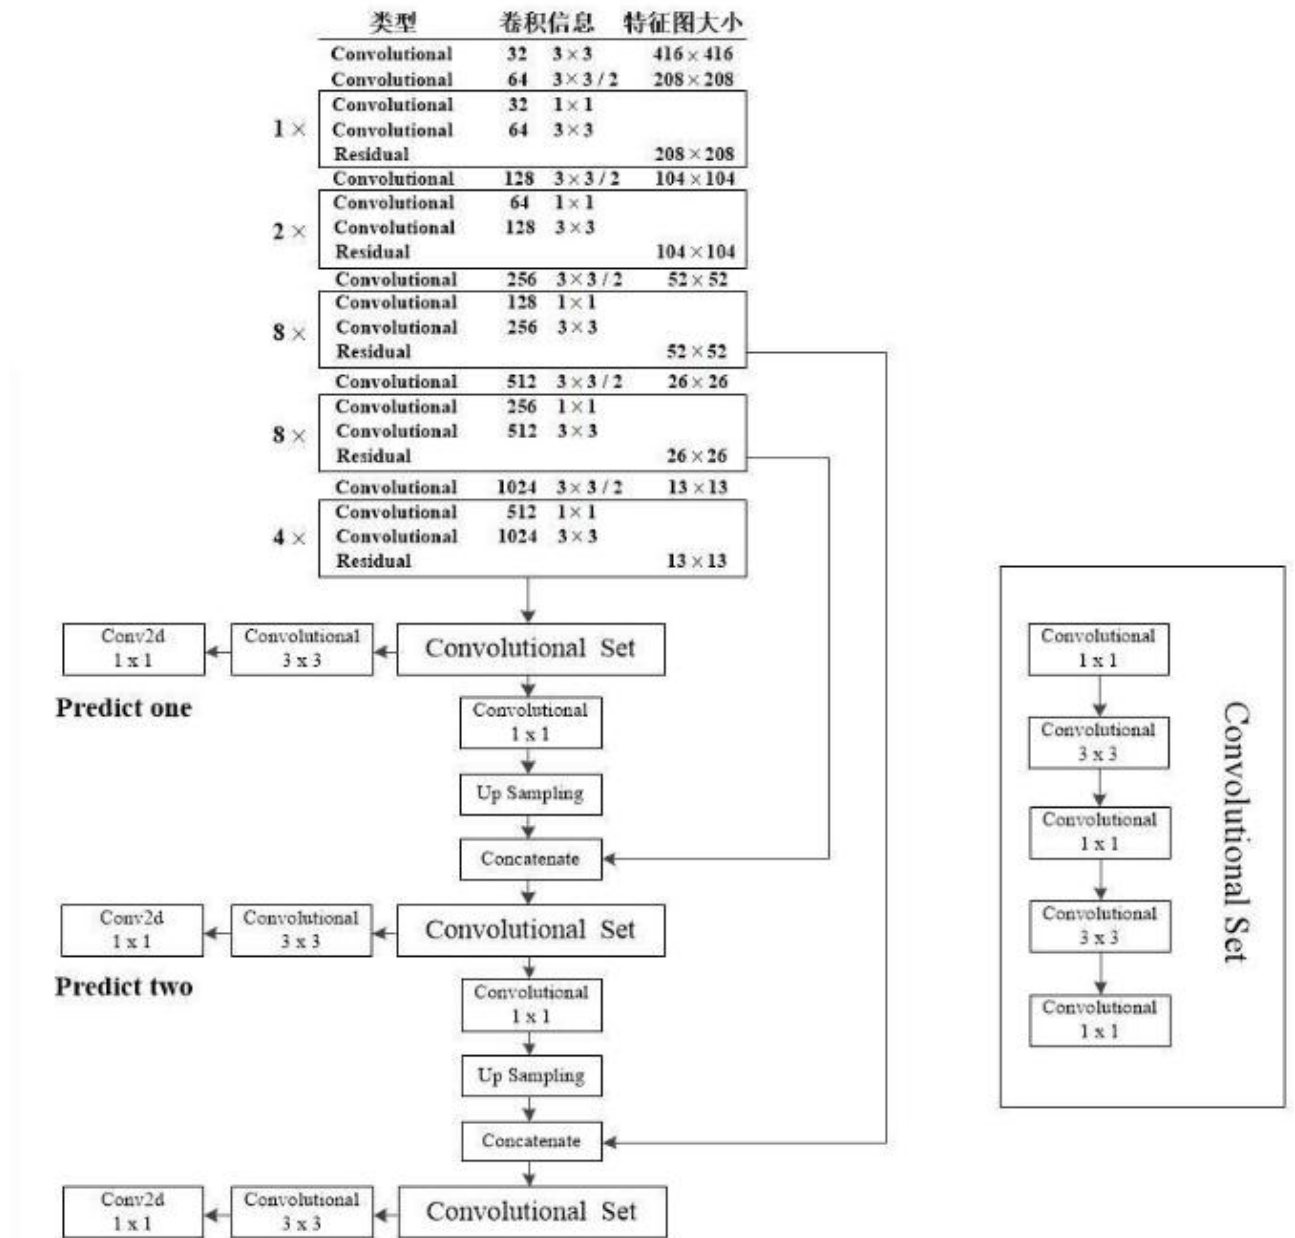 类型 卷积信息 特征图大小
Convolutional 32 3×3 416×416
Convolutional 64 3×3/2 208×208
Convolutional 32 1×1
1× Convolutional 64 3×3
Residual 208×208
Convolutional 128 3×3/2 104×104
Convolutional 64 1×1
2× Convolutional 128 3×3
Residual 104×104
Convolutional 256 3×3/2 52×52
Convolutional 128 1×1
8× Convolutional 256 3×3
Residual 52×52
Convolutional 512 3×3/2 26×26
Convolutional 256 1×1
8× Convolutional 512 3×3
Residual 26×26
Convolutional 1024 3×3/2 13×13
Convolutional 512 1×1
4× Convolutional 1024 3×3
Residual 13×13
Conv2d
1 x 1
Convolutional
3 x 3
Convolutional Set
Predict one
Convolutional
1 x 1
Up Sampling
Concatenate
Conv2d
1 x 1
Convolutional
3 x 3
Convolutional Set
Predict two
Convolutional
1 x 1
Up Sampling
Concatenate
Conv2d
1 x 1
Convolutional
3 x 3
Convolutional Set
Convolutional
1 x 1
Convolutional
3 x 3
Convolutional
1 x 1
Convolutional
3 x 3
Convolutional
1 x 1
Convolutional Set